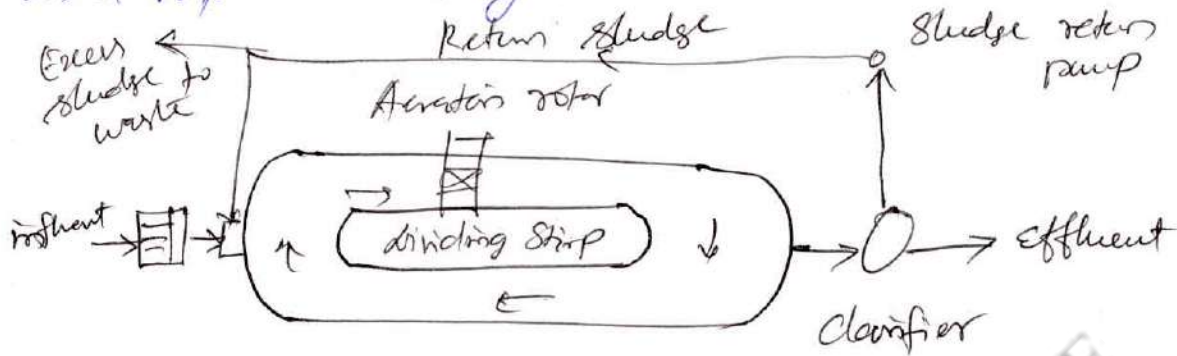 Return sludge
Sludge return
pump
Excess
sludge to
waste
Aeration rotor
influent
dividing Strip
Effluent
Clarifier